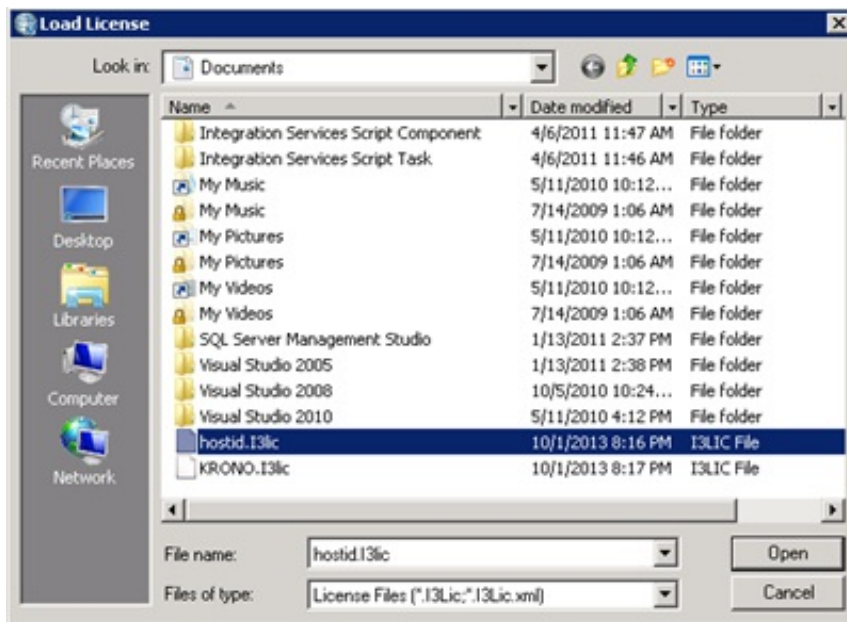 Load License
Look in: Documents
Name Date modified Type
Recent Places
Desktop
Libraries
Computer
Network
Integration Services Script Component 4/6/2011 11:47 AM File folder
Integration Services Script Task 4/6/2011 11:46 AM File folder
My Music 5/11/2010 10:12... File folder
My Music 7/14/2009 1:06 AM File folder
My Pictures 5/11/2010 10:12... File folder
My Pictures 7/14/2009 1:06 AM File folder
My Videos 5/11/2010 10:12... File folder
My Videos 7/14/2009 1:06 AM File folder
SQL Server Management Studio 1/13/2011 2:37 PM File folder
Visual Studio 2005 1/13/2011 2:38 PM File folder
Visual Studio 2008 10/5/2010 10:24... File folder
Visual Studio 2010 5/11/2010 4:12 PM File folder
hostid.I3lic 10/1/2013 8:16 PM I3LIC File
KRONO.I3lic 10/1/2013 8:17 PM I3LIC File
File name: hostid.I3lic Open
Files of type: License Files (*.I3Lic;*.I3Lic.xml) Cancel